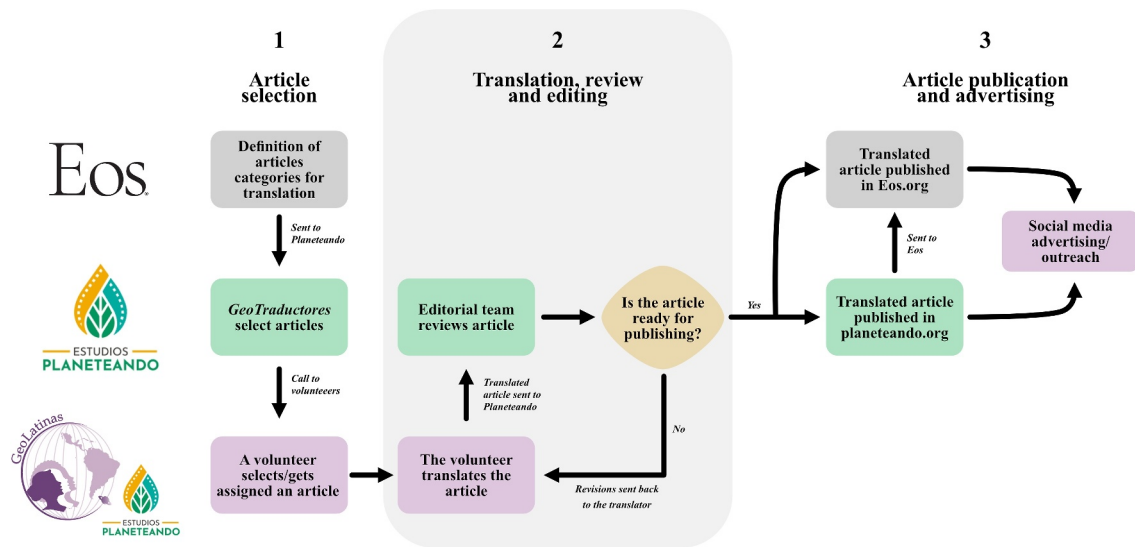 1
Article
selection
2
Translation, review
and editing
3
Article publication
and advertising
Eos
Definition of
articles
categories for
translation
Sent to
Planeteando
ESTUDIOS
PLANETEANDO
GeoTraductores
select articles
Call to
volunteeers
GeoLatinas
ESTUDIOS
PLANETEANDO
A volunteer
selects/gets
assigned an article
The volunteer
translates the
article
Translated
article sent to
Planeteando
Editorial team
reviews article
Is the article
ready for
publishing?
No
Revisions sent back
to the translator
Yes
Translated
article published
in Eos.org
Sent to
Eos
Translated article
published in
planeteando.org
Social media
advertising/
outreach